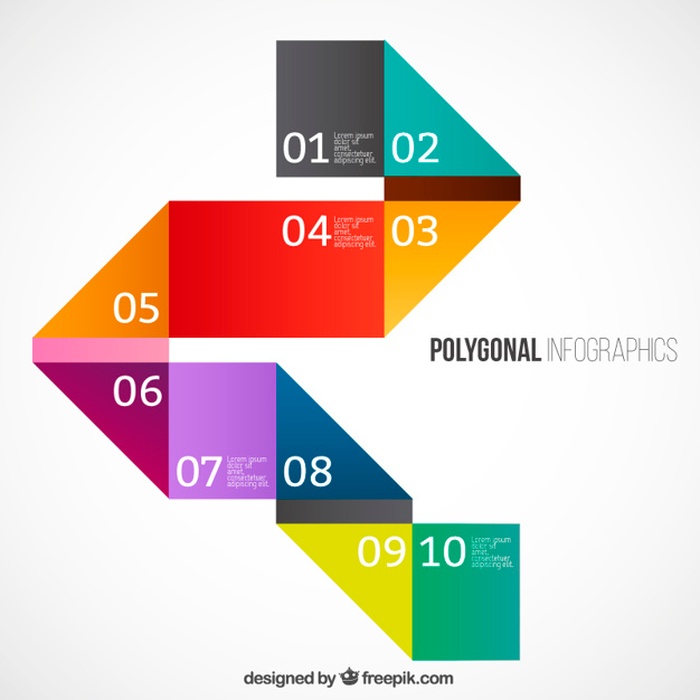 01
Lorem ipsum
dolor sit
amet,
consectetuer
adipiscing elit.
02
04
Lorem ipsum
dolor sit
amet,
consectetuer
adipiscing elit.
03
05
POLYGONAL INFOGRAPHICS
06
07
Lorem ipsum
dolor sit
amet,
consectetuer
adipiscing elit.
08
09
10
Lorem ipsum
dolor sit
amet,
consectetuer
adipiscing elit.
designed by freepik.com